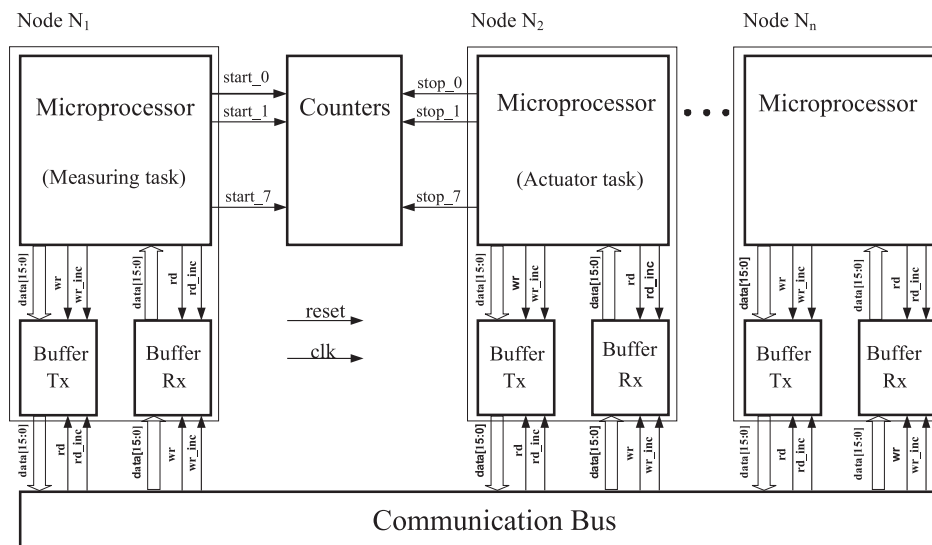 Node N1
Node N2
Node Nn
Microprocessor
(Measuring task)
start_0
start_1
start_7
Counters
stop_0
stop_1
stop_7
Microprocessor
(Actuator task)
• • •
Microprocessor
data[15:0]
wr
wr_inc
data[15:0]
rd
rd_inc
data[15:0]
wr
wr_inc
data[15:0]
rd
rd_inc
data[15:0]
wr
wr_inc
data[15:0]
rd
rd_inc
reset
clk
Buffer
Tx
Buffer
Rx
Buffer
Tx
Buffer
Rx
Buffer
Tx
Buffer
Rx
data[15:0]
rd
rd_inc
data[15:0]
wr
wr_inc
data[15:0]
rd
rd_inc
data[15:0]
wr
wr_inc
data[15:0]
rd
rd_inc
data[15:0]
wr
wr_inc
Communication Bus